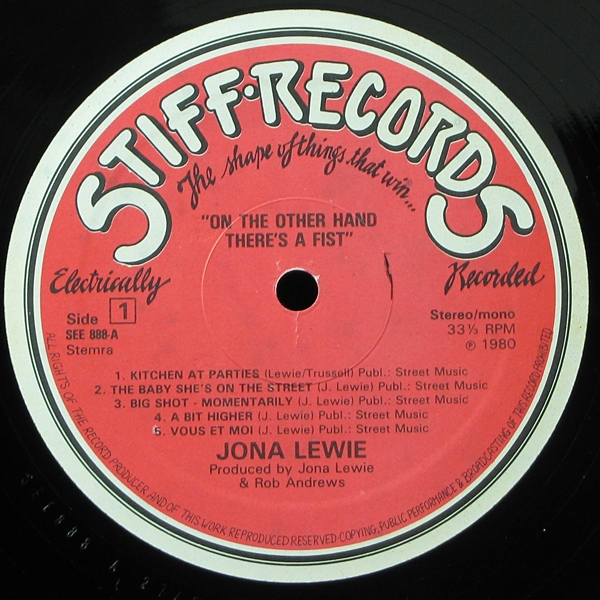 STIFF·RECORDS
The shape of things that win...
"ON THE OTHER HAND
THERE'S A FIST"
Electrically
Recorded
Side 1
SEE 888-A
Stemra
Stereo/mono
33⅓ RPM
℗ 1980
1. KITCHEN AT PARTIES (Lewie/Trussell) Publ.: Street Music
2. THE BABY SHE'S ON THE STREET (J. Lewie) Publ.: Street Music
3. BIG SHOT - MOMENTARILY (J. Lewie) Publ.: Street Music
4. A BIT HIGHER (J. Lewie) Publ.: Street Music
5. VOUS ET MOI (J. Lewie) Publ.: Street Music
JONA LEWIE
Produced by Jona Lewie
& Rob Andrews
ALL RIGHTS OF THE RECORD PRODUCER AND OF THIS WORK REPRODUCED RESERVED·COPYING, PUBLIC PERFORMANCE & BROADCASTING OF THIS RECORD PROHIBITED